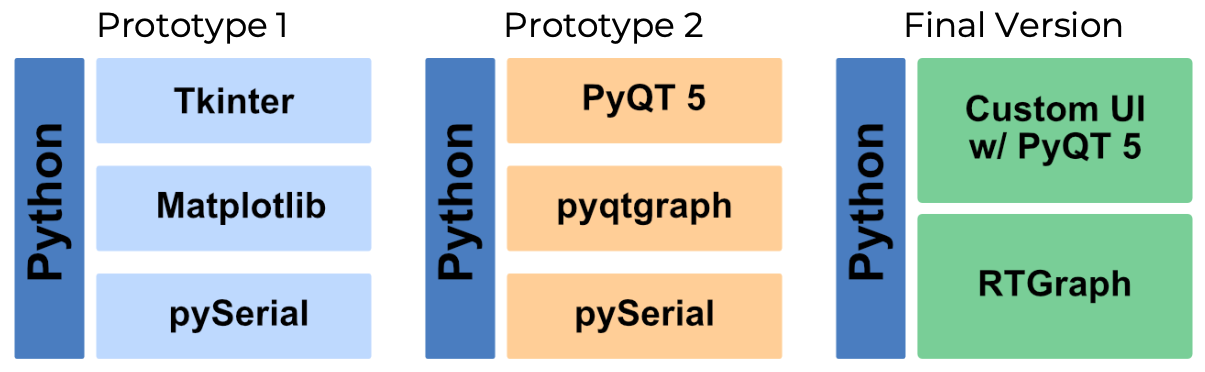 Prototype 1
Python
Tkinter
Matplotlib
pySerial
Prototype 2
Python
PyQT 5
pyqtgraph
pySerial
Final Version
Python
Custom UI
w/ PyQT 5
RTGraph